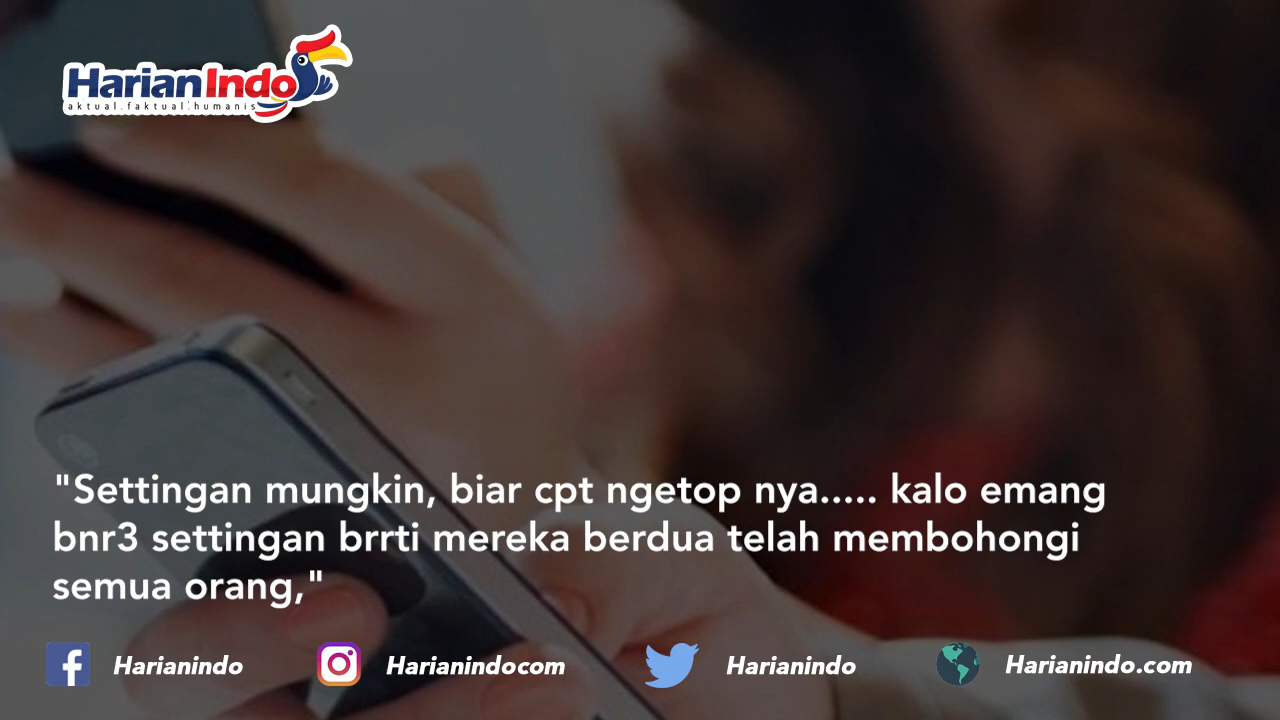 HarianIndo
aktual.faktual.humanis
"Settingan mungkin, biar cpt ngetop nya..... kalo emang
bnr3 settingan brrti mereka berdua telah membohongi
semua orang,"
Harianindo
Harianindocom
Harianindo
Harianindo.com